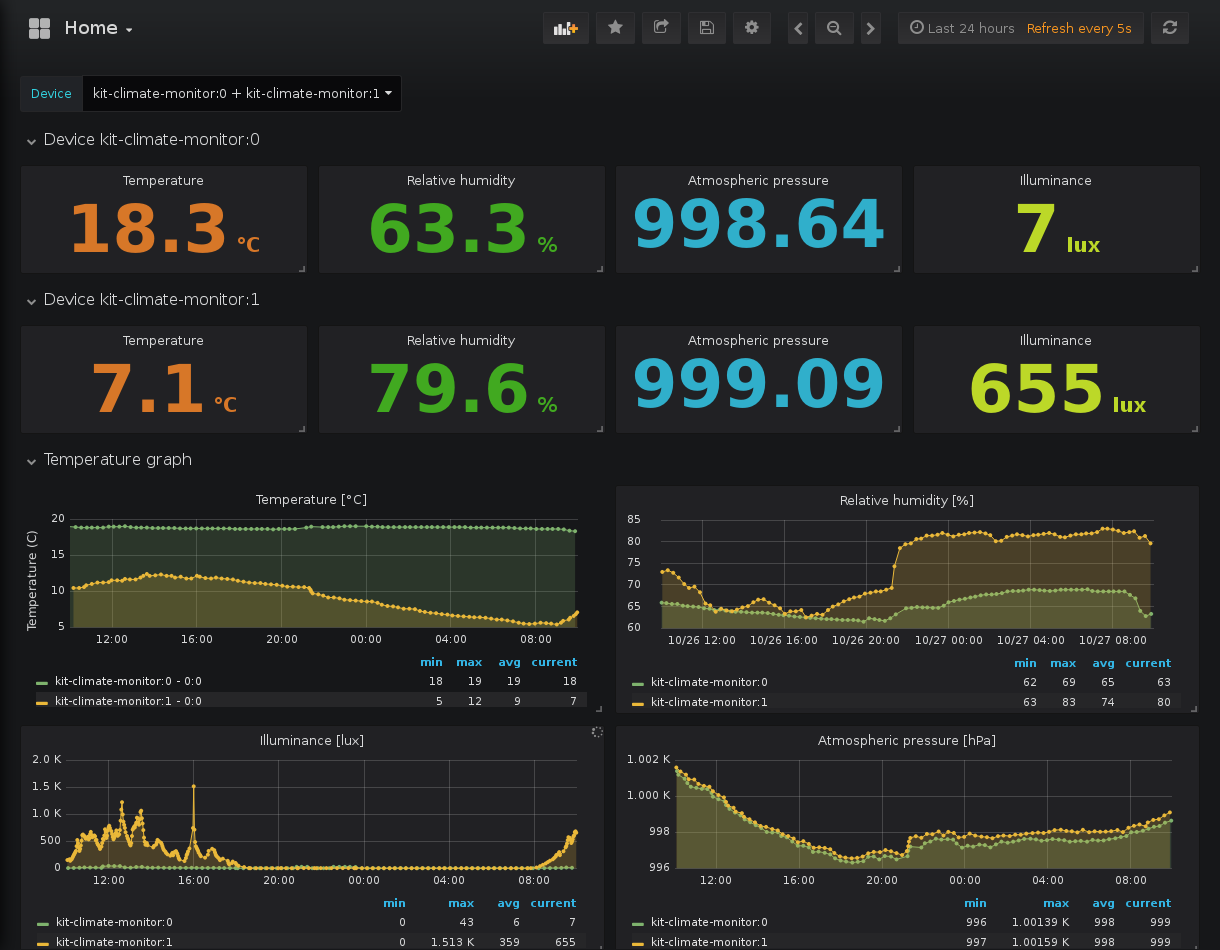 Home
Last 24 hours Refresh every 5s
Device kit-climate-monitor:0 + kit-climate-monitor:1
Device kit-climate-monitor:0
Temperature Relative humidity Atmospheric pressure Illuminance
18.3 °C 63.3 % 998.64 7 lux
Device kit-climate-monitor:1
Temperature Relative humidity Atmospheric pressure Illuminance
7.1 °C 79.6 % 999.09 655 lux
Temperature graph
Temperature [°C]
Temperature (C)
20
15
10
5
12:00 16:00 20:00 00:00 04:00 08:00
min max avg current
kit-climate-monitor:0 - 0:0 18 19 19 18
kit-climate-monitor:1 - 0:0 5 12 9 7
Relative humidity [%]
85
80
75
70
65
60
10/26 12:00 10/26 16:00 10/26 20:00 10/27 00:00 10/27 04:00 10/27 08:00
min max avg current
kit-climate-monitor:0 62 69 65 63
kit-climate-monitor:1 63 83 74 80
Illuminance [lux]
2.0 K
1.5 K
1.0 K
500
0
12:00 16:00 20:00 00:00 04:00 08:00
min max avg current
kit-climate-monitor:0 0 43 6 7
kit-climate-monitor:1 0 1.513 K 359 655
Atmospheric pressure [hPa]
1.002 K
1.000 K
998
996
12:00 16:00 20:00 00:00 04:00 08:00
min max avg current
kit-climate-monitor:0 996 1.00139 K 998 999
kit-climate-monitor:1 997 1.00159 K 998 999